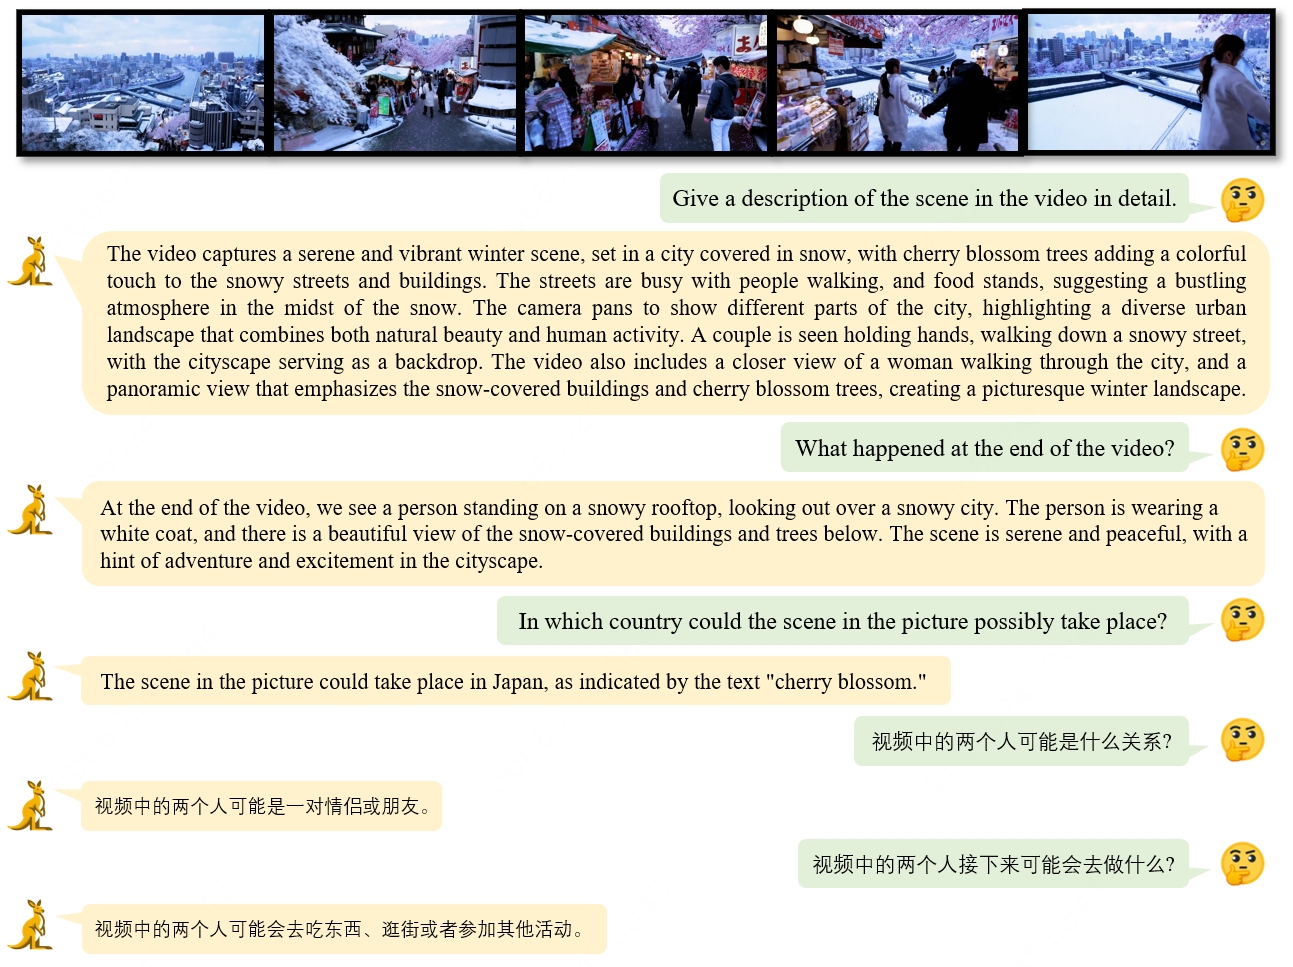 Give a description of the scene in the video in detail.
The video captures a serene and vibrant winter scene, set in a city covered in snow, with cherry blossom trees adding a colorful
touch to the snowy streets and buildings. The streets are busy with people walking, and food stands, suggesting a bustling
atmosphere in the midst of the snow. The camera pans to show different parts of the city, highlighting a diverse urban
landscape that combines both natural beauty and human activity. A couple is seen holding hands, walking down a snowy street,
with the cityscape serving as a backdrop. The video also includes a closer view of a woman walking through the city, and a
panoramic view that emphasizes the snow-covered buildings and cherry blossom trees, creating a picturesque winter landscape.
What happened at the end of the video?
At the end of the video, we see a person standing on a snowy rooftop, looking out over a snowy city. The person is wearing a
white coat, and there is a beautiful view of the snow-covered buildings and trees below. The scene is serene and peaceful, with a
hint of adventure and excitement in the cityscape.
In which country could the scene in the picture possibly take place?
The scene in the picture could take place in Japan, as indicated by the text "cherry blossom."
视频中的两个人可能是什么关系?
视频中的两个人可能是一对情侣或朋友。
视频中的两个人接下来可能会去做什么?
视频中的两个人可能会去吃东西、逛街或者参加其他活动。